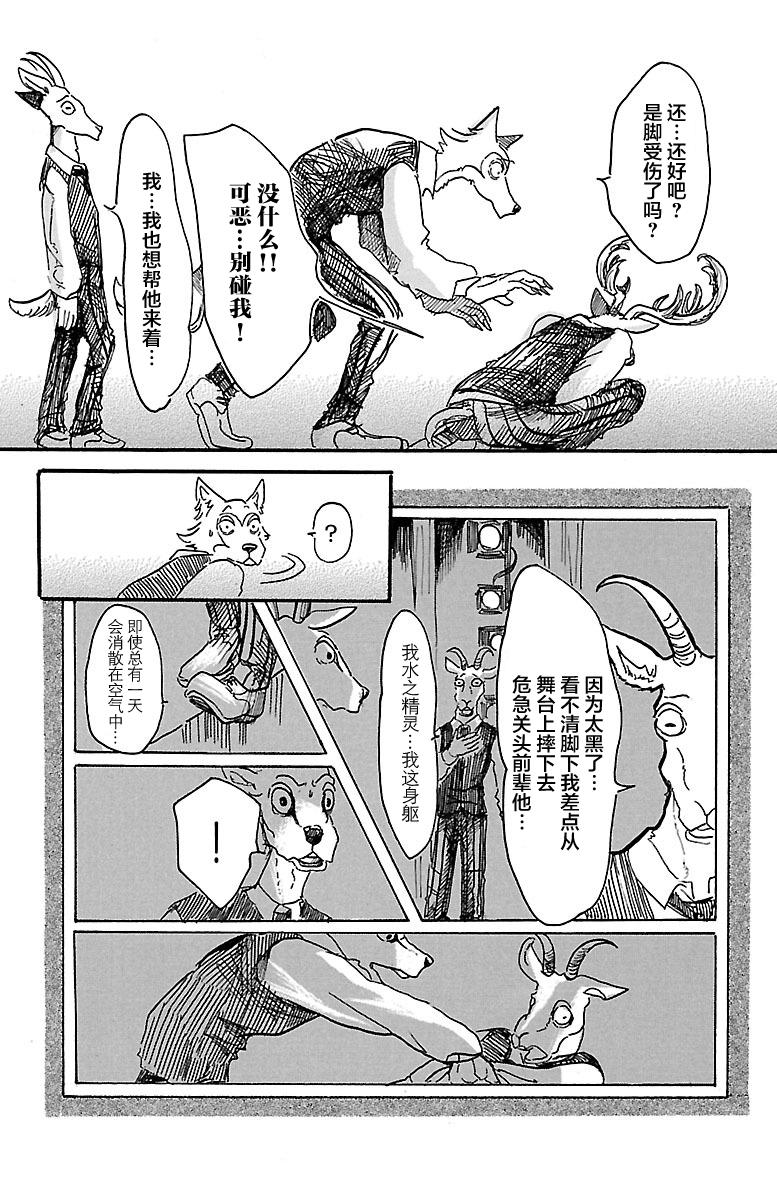 还…还好吧？
是脚受伤了吗？
没什么!!
可恶…别碰我！
我…我也想帮他来着…
？
因为太黑了…
看不清脚下我差点从
舞台上摔下去
危急关头前辈他…
我水之精灵…我这身躯
即使总有一天
会消散在空气中…
！